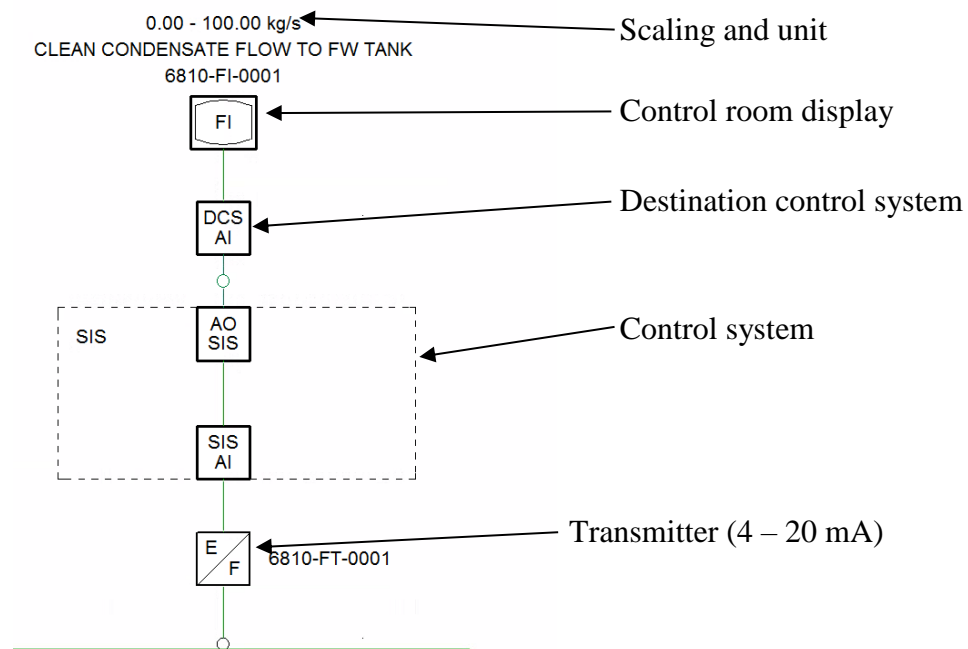 0.00 - 100.00 kg/s
Scaling and unit
CLEAN CONDENSATE FLOW TO FW TANK
6810-FI-0001
FI
Control room display
DCS
AI
Destination control system
SIS
AO
SIS
Control system
SIS
AI
E
F
6810-FT-0001
Transmitter (4 – 20 mA)